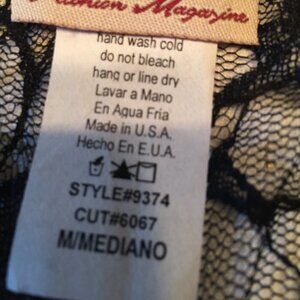 Fashion Magazine
hand wash cold
do not bleach
hang or line dry
Lavar a Mano
En Agua Fria
Made in U.S.A.
Hecho En E.U.A.
STYLE#9374
CUT#6067
M/MEDIANO